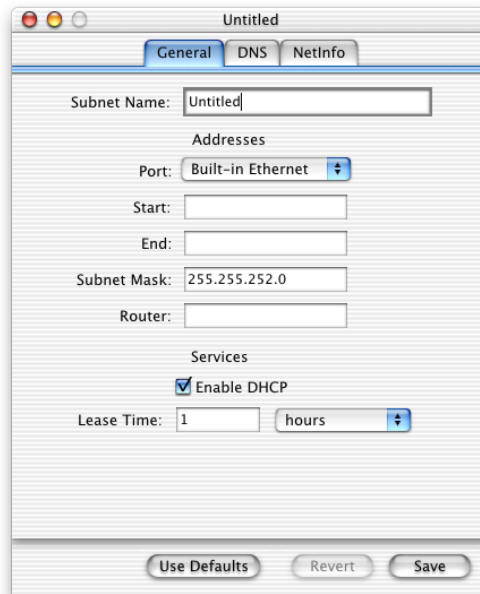 Untitled
General DNS NetInfo
Subnet Name: Untitled
Addresses
Port: Built-in Ethernet
Start:
End:
Subnet Mask: 255.255.252.0
Router:
Services
Enable DHCP
Lease Time: 1 hours
Use Defaults Revert Save